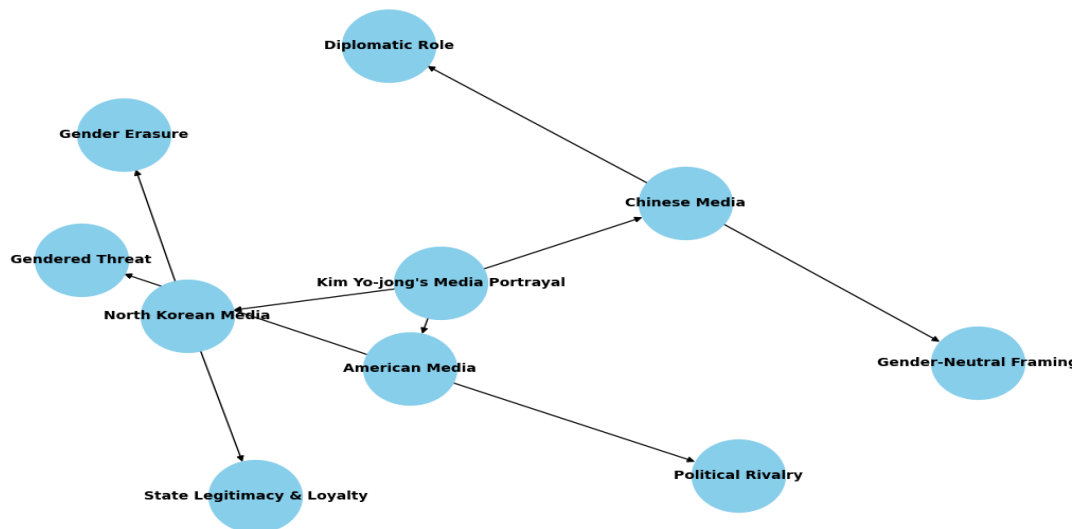 Diplomatic Role
Gender Erasure
Chinese Media
Gendered Threat
Kim Yo-jong's Media Portrayal
North Korean Media
American Media
Gender-Neutral Framing
Political Rivalry
State Legitimacy & Loyalty